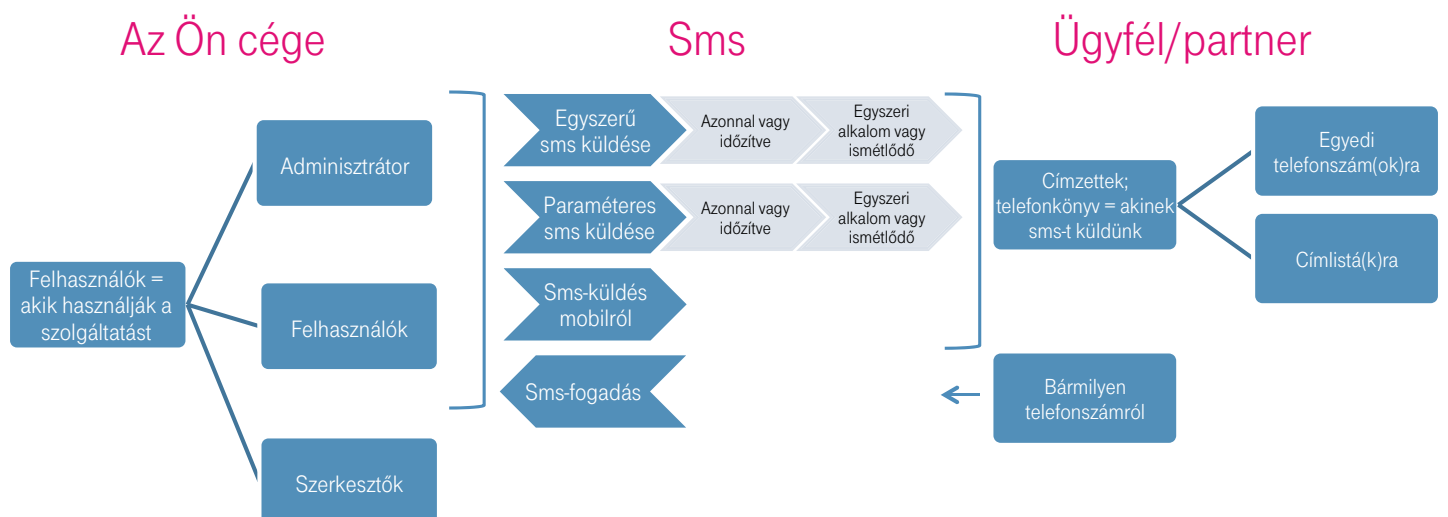 Az Ön cége
Sms
Ügyfél/partner
Adminisztrátor
Felhasználók =
akik használják a
szolgáltatást
Felhasználók
Szerkesztők
Egyszerű
sms küldése
Azonnal vagy
időzítve
Egyszeri
alkalom vagy
ismétlődő
Paraméteres
sms küldése
Azonnal vagy
időzítve
Egyszeri
alkalom vagy
ismétlődő
Sms-küldés
mobilról
Sms-fogadás
Címzettek;
telefonkönyv = akinek
sms-t küldünk
Egyedi
telefonszám(ok)ra
Címlistá(k)ra
Bármilyen
telefonszámról